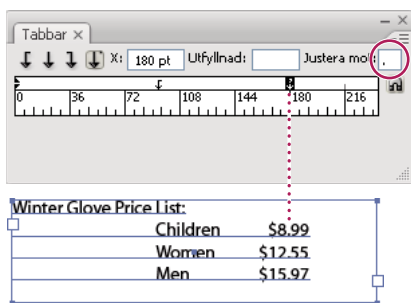 Tabbar ×
X: 180 pt Utfyllnad: Justera mot: .
0 36 72 108 144 180 216
Winter Glove Price List:
Children $8.99
Women $12.55
Men $15.97